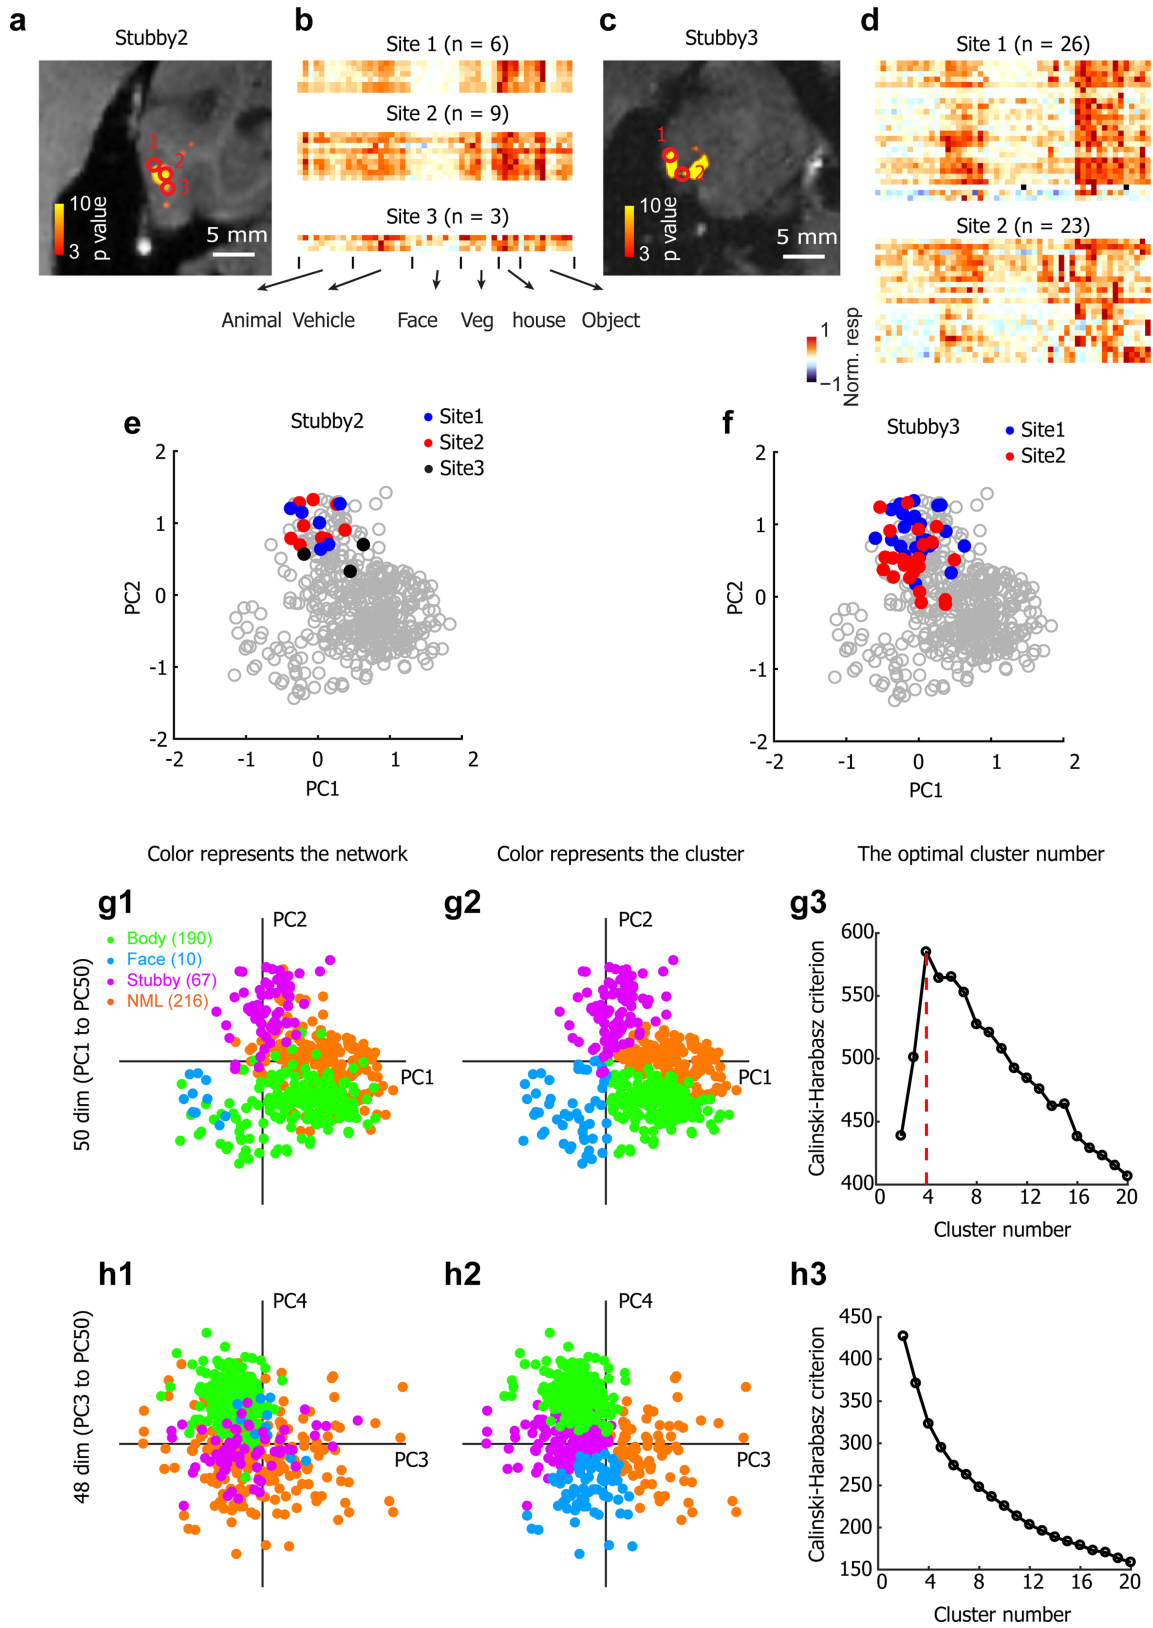 a
Stubby2
1
2
3
10
3
p value
5 mm
b
Site 1 (n = 6)
Site 2 (n = 9)
Site 3 (n = 3)
Animal Vehicle Face Veg house Object
c
Stubby3
1
2
10
3
p value
5 mm
d
Site 1 (n = 26)
Site 2 (n = 23)
1
−1
Norm. resp
e
Stubby2
Site1
Site2
Site3
2
1
0
-1
-2
PC2
-2 -1 0 1 2
PC1
f
Stubby3
Site1
Site2
2
1
0
-1
-2
PC2
-2 -1 0 1 2
PC1
Color represents the network
Color represents the cluster
The optimal cluster number
50 dim (PC1 to PC50)
g1
PC2
Body (190)
Face (10)
Stubby (67)
NML (216)
PC1
g2
PC2
PC1
g3
600
550
500
450
400
Calinski-Harabasz criterion
0 4 8 12 16 20
Cluster number
48 dim (PC3 to PC50)
h1
PC4
PC3
h2
PC4
PC3
h3
450
400
350
300
250
200
150
Calinski-Harabasz criterion
0 4 8 12 16 20
Cluster number